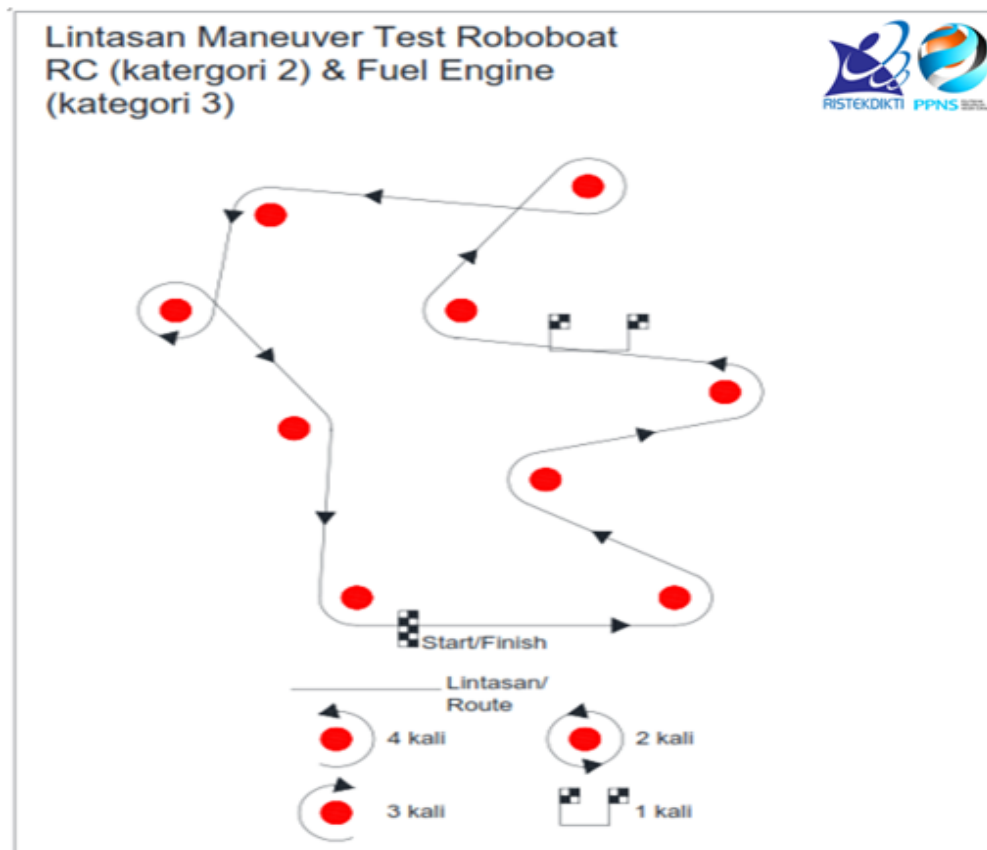 Lintasan Maneuver Test Roboboat
RC (katergori 2) & Fuel Engine
(kategori 3)
RISTEKDIKTI
PPNS
Start/Finish
Lintasan/
Route
4 kali
2 kali
3 kali
1 kali